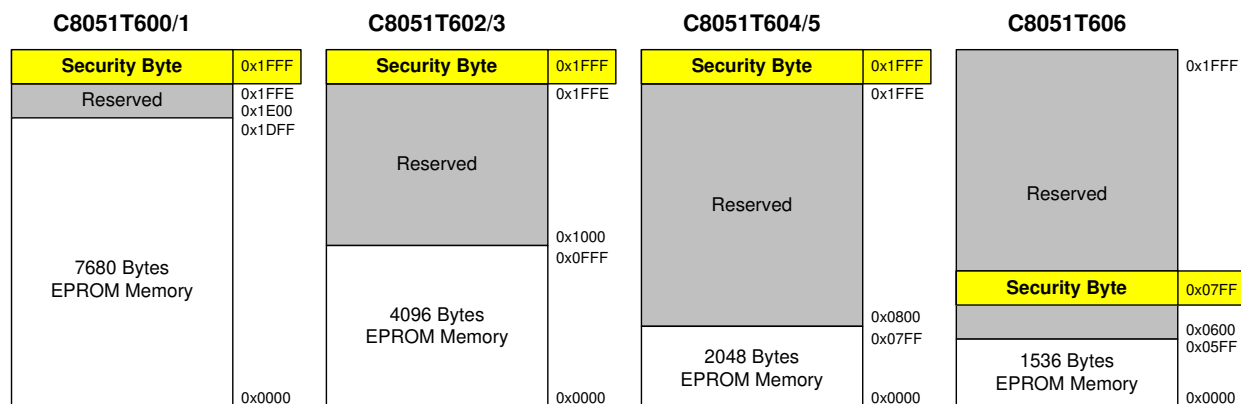 C8051T600/1
Security Byte
0x1FFF
Reserved
0x1FFE
0x1E00
0x1DFF
7680 Bytes
EPROM Memory
0x0000
C8051T602/3
Security Byte
0x1FFF
0x1FFE
Reserved
0x1000
0x0FFF
4096 Bytes
EPROM Memory
0x0000
C8051T604/5
Security Byte
0x1FFF
0x1FFE
Reserved
0x0800
0x07FF
2048 Bytes
EPROM Memory
0x0000
C8051T606
0x1FFF
Reserved
Security Byte
0x07FF
0x0600
0x05FF
1536 Bytes
EPROM Memory
0x0000